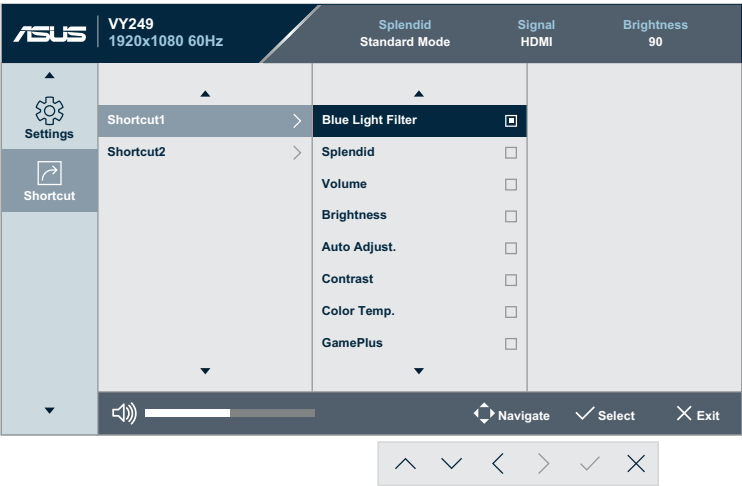 ASUS
VY249
1920x1080 60Hz
Splendid
Standard Mode
Signal
HDMI
Brightness
90
Settings
Shortcut
Shortcut1
Shortcut2
Blue Light Filter
Splendid
Volume
Brightness
Auto Adjust.
Contrast
Color Temp.
GamePlus
Navigate
Select
Exit